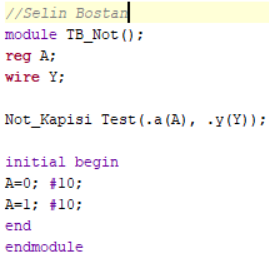 //Selin Bostan
module TB_Not();
reg A;
wire Y;
Not_Kapisi Test(.a(A), .y(Y));
initial begin
A=0; #10;
A=1; #10;
end
endmodule